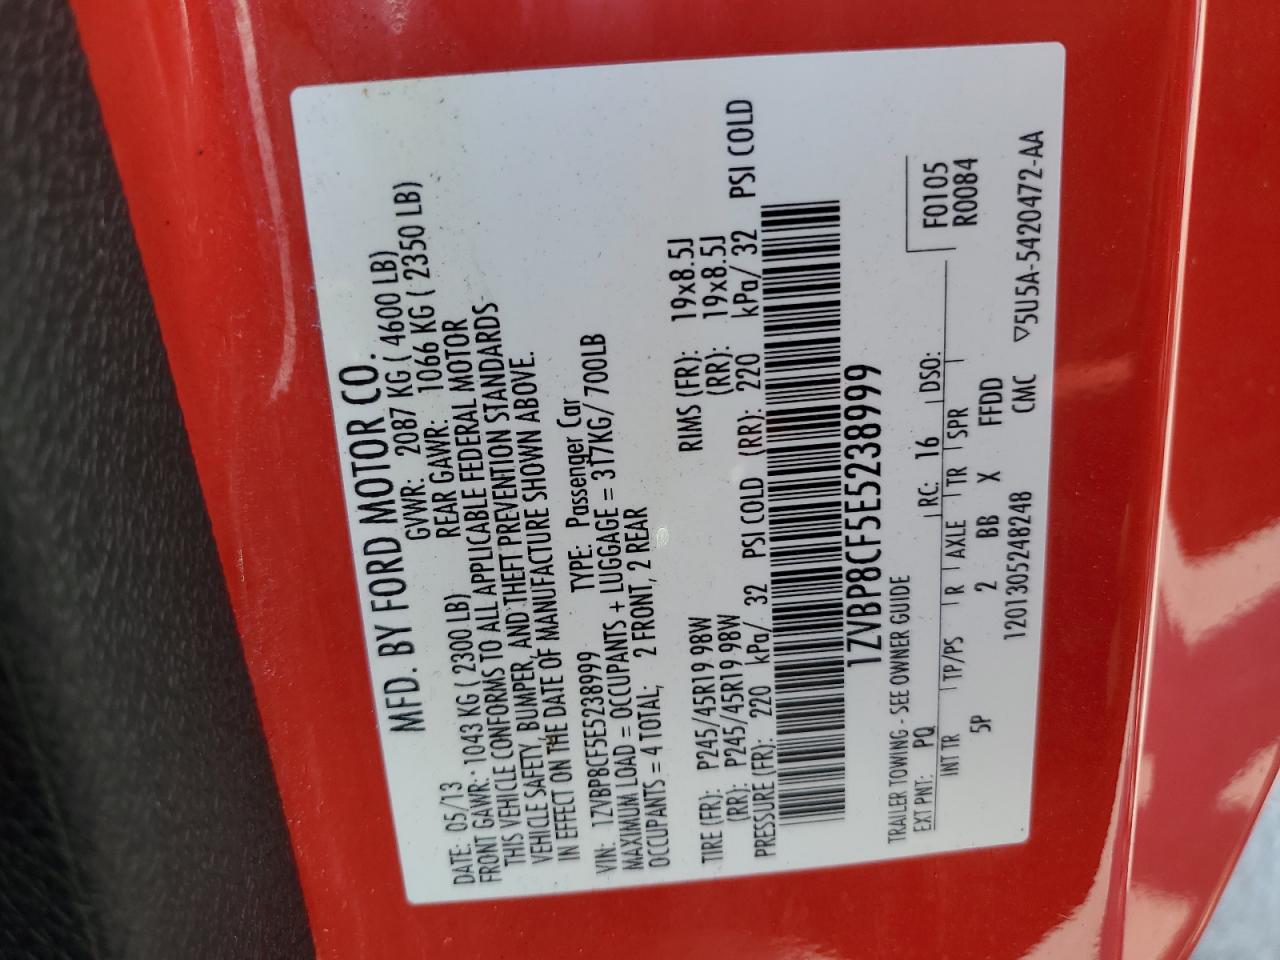 MFD. BY FORD MOTOR CO.
DATE: 05/13 GVWR: 2087 KG ( 4600 LB)
FRONT GAWR: 1043 KG ( 2300 LB) REAR GAWR: 1066 KG ( 2350 LB)
THIS VEHICLE CONFORMS TO ALL APPLICABLE FEDERAL MOTOR
VEHICLE SAFETY, BUMPER, AND THEFT PREVENTION STANDARDS
IN EFFECT ON THE DATE OF MANUFACTURE SHOWN ABOVE.
VIN: 1ZVBP8CF5E5238999 TYPE: Passenger Car
MAXIMUM LOAD = OCCUPANTS + LUGGAGE = 317KG/ 700LB
OCCUPANTS = 4 TOTAL; 2 FRONT, 2 REAR
TIRE (FR): P245/45R19 98W RIMS (FR): 19x8.5J
(RR): P245/45R19 98W (RR): 19x8.5J
PRESSURE (FR): 220 kPa/ 32 PSI COLD (RR): 220 kPa/ 32 PSI COLD
1ZVBP8CF5E5238999
TRAILER TOWING - SEE OWNER GUIDE
F0105
EXT PNT: PQ RC: 16 DSO: R0084
INT TR TP/PS R AXLE TR SPR
5P 2 BB X FFDD
1201305248248 CMC ▽5U5A-5420472-AA